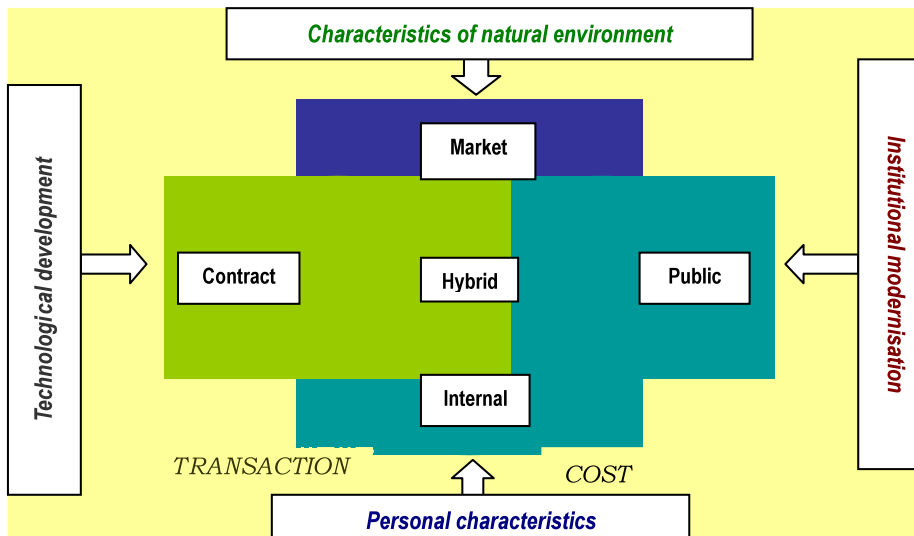 Characteristics of natural environment
Technological development
Institutional modernisation
Market
Contract
Hybrid
Public
Internal
TRANSACTION
COST
Personal characteristics